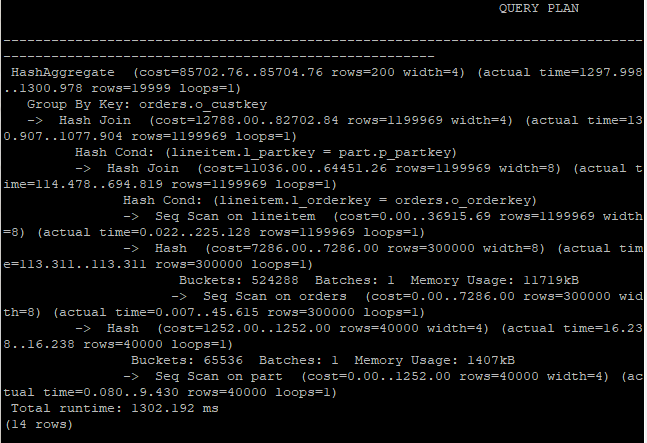 QUERY PLAN
--------------------------------------------------------------------------------
------------------------------------------------------
HashAggregate  (cost=85702.76..85704.76 rows=200 width=4) (actual time=1297.998
..1300.978 rows=19999 loops=1)
Group By Key: orders.o_custkey
->  Hash Join  (cost=12788.00..82702.84 rows=1199969 width=4) (actual time=13
0.907..1077.904 rows=1199969 loops=1)
Hash Cond: (lineitem.l_partkey = part.p_partkey)
->  Hash Join  (cost=11036.00..64451.26 rows=1199969 width=8) (actual t
ime=114.478..694.819 rows=1199969 loops=1)
Hash Cond: (lineitem.l_orderkey = orders.o_orderkey)
->  Seq Scan on lineitem  (cost=0.00..36915.69 rows=1199969 width
=8) (actual time=0.022..225.128 rows=1199969 loops=1)
->  Hash  (cost=7286.00..7286.00 rows=300000 width=8) (actual tim
e=113.311..113.311 rows=300000 loops=1)
Buckets: 524288  Batches: 1  Memory Usage: 11719kB
->  Seq Scan on orders  (cost=0.00..7286.00 rows=300000 wid
th=8) (actual time=0.007..45.615 rows=300000 loops=1)
->  Hash  (cost=1252.00..1252.00 rows=40000 width=4) (actual time=16.23
8..16.238 rows=40000 loops=1)
Buckets: 65536  Batches: 1  Memory Usage: 1407kB
->  Seq Scan on part  (cost=0.00..1252.00 rows=40000 width=4) (ac
tual time=0.080..9.430 rows=40000 loops=1)
Total runtime: 1302.192 ms
(14 rows)